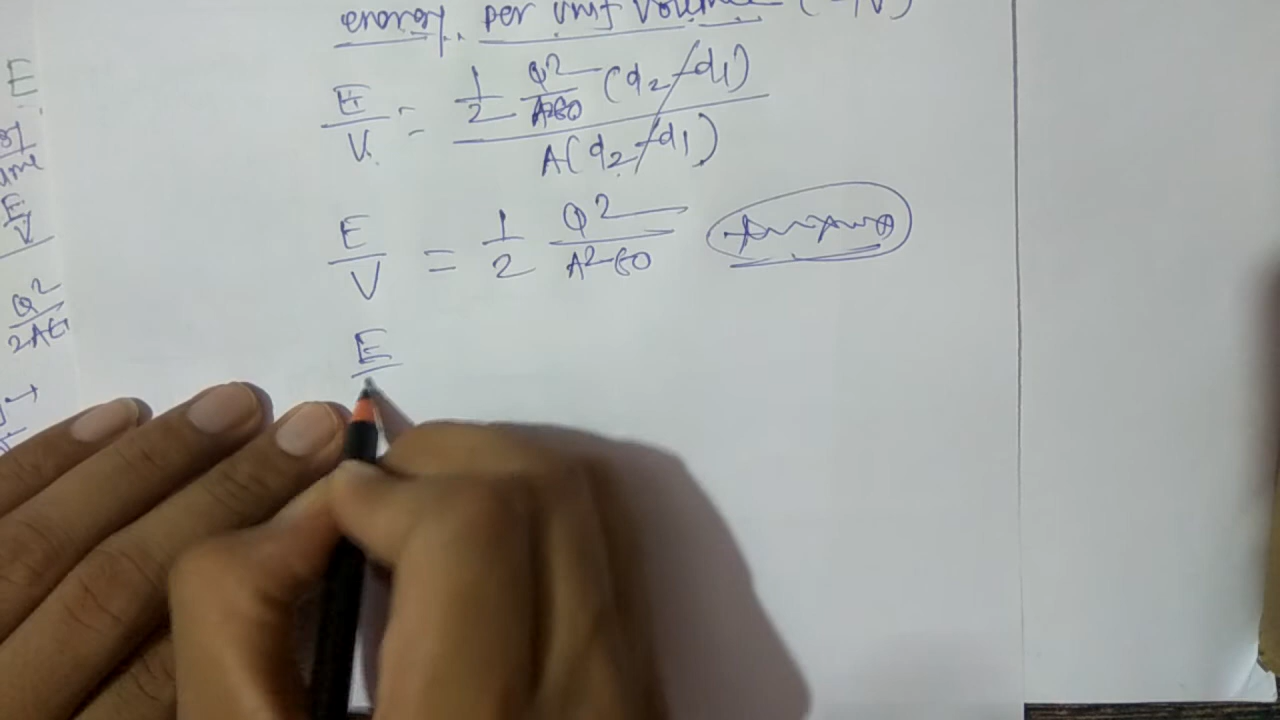 energy per unit volume (E/V)
E/V = 1/2 Q²/Aε0 (d2-d1) / A(d2-d1)
E/V = 1/2 Q²/A²ε0
E
E
E/V
Q²/2Aε